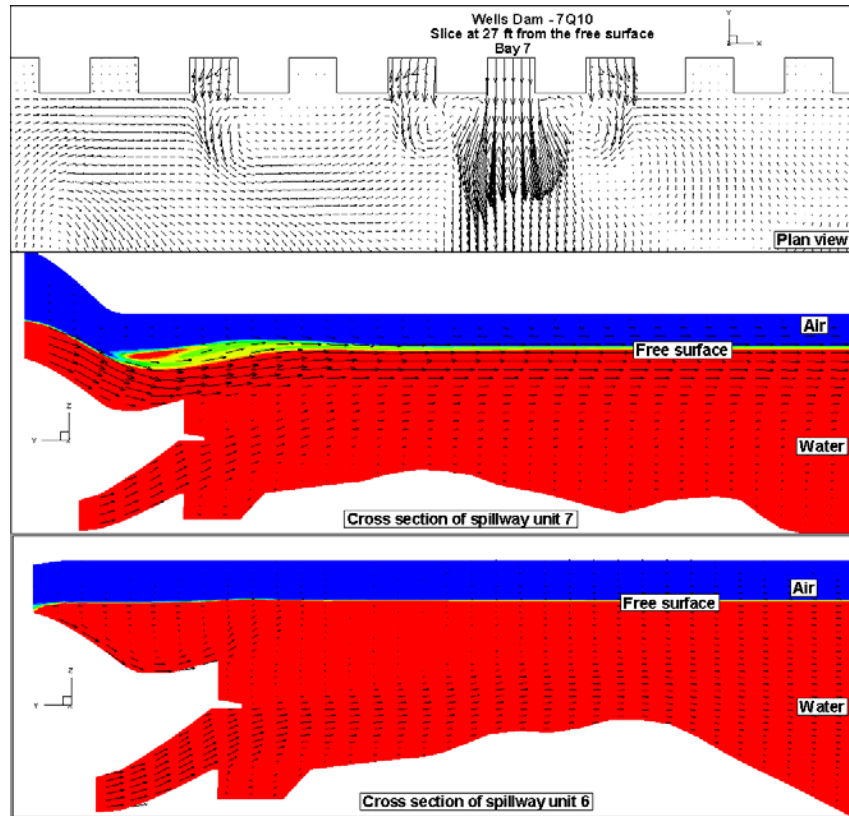 Wells Dam - 7Q10
Slice at 27 ft from the free surface
Bay 7
Y
X
Plan view
Air
Free surface
Z
Y
Water
Cross section of spillway unit 7
Air
Free surface
Z
Y
Water
Cross section of spillway unit 6